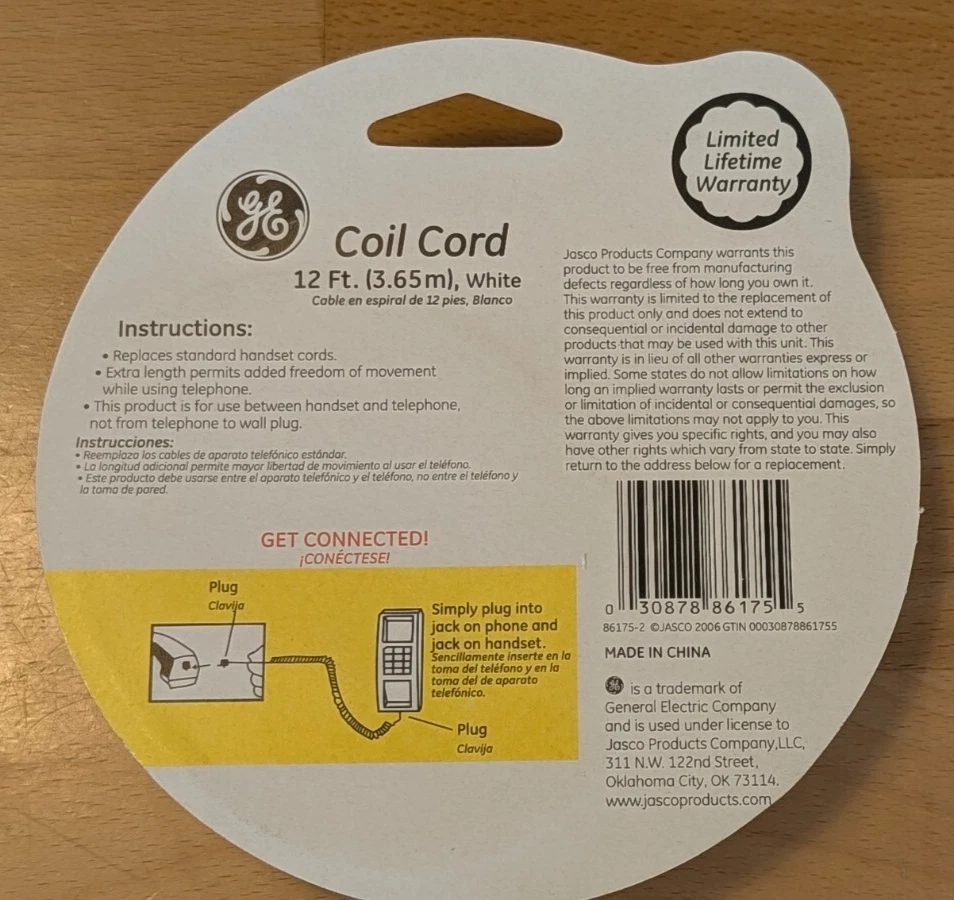 GE
Coil Cord
12 Ft. (3.65m), White
Cable en espiral de 12 pies, Blanco
Instructions:
• Replaces standard handset cords.
• Extra length permits added freedom of movement
while using telephone.
• This product is for use between handset and telephone,
not from telephone to wall plug.
Instrucciones:
• Reemplaza los cables de aparato telefónico estándar.
• La longitud adicional permite mayor libertad de movimiento al usar el teléfono.
• Este producto debe usarse entre el aparato telefónico y el teléfono, no entre el teléfono y
la toma de pared.
GET CONNECTED!
¡CONÉCTESE!
Plug
Clavija
Simply plug into
jack on phone and
jack on handset.
Sencillamente inserte en la
toma del teléfono y en la
toma del de aparato
telefónico.
Plug
Clavija
Limited
Lifetime
Warranty
Jasco Products Company warrants this
product to be free from manufacturing
defects regardless of how long you own it.
This warranty is limited to the replacement of
this product only and does not extend to
consequential or incidental damage to other
products that may be used with this unit. This
warranty is in lieu of all other warranties express or
implied. Some states do not allow limitations on how
long an implied warranty lasts or permit the exclusion
or limitation of incidental or consequential damages, so
the above limitations may not apply to you. This
warranty gives you specific rights, and you may also
have other rights which vary from state to state. Simply
return to the address below for a replacement.
0 30878 86175 5
86175-2 ©JASCO 2006 GTIN 00030878861755
MADE IN CHINA
GE is a trademark of
General Electric Company
and is used under license to
Jasco Products Company,LLC,
311 N.W. 122nd Street,
Oklahoma City, OK 73114.
www.jascoproducts.com